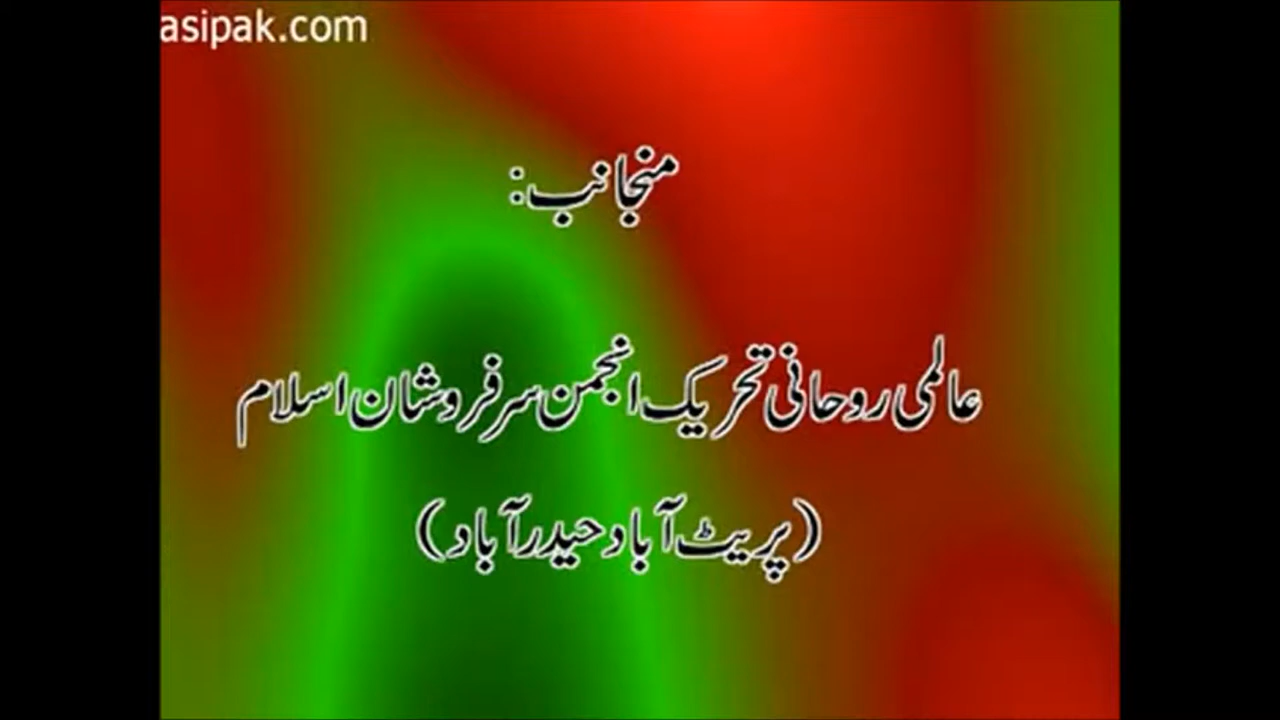 asipak.com
منجانب:
عالمی روحانی تحریک انجمن سرفروشان اسلام
(پریٹ آباد حیدرآباد)